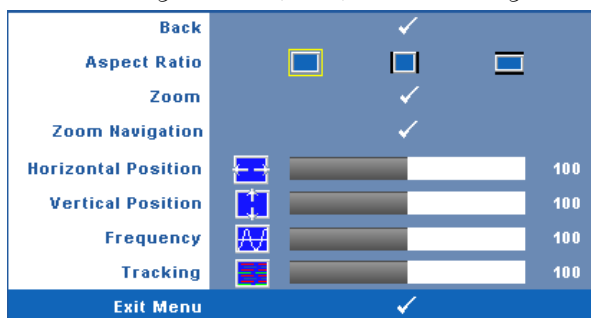 Back
Aspect Ratio
Zoom
Zoom Navigation
Horizontal Position 100
Vertical Position 100
Frequency 100
Tracking 100
Exit Menu